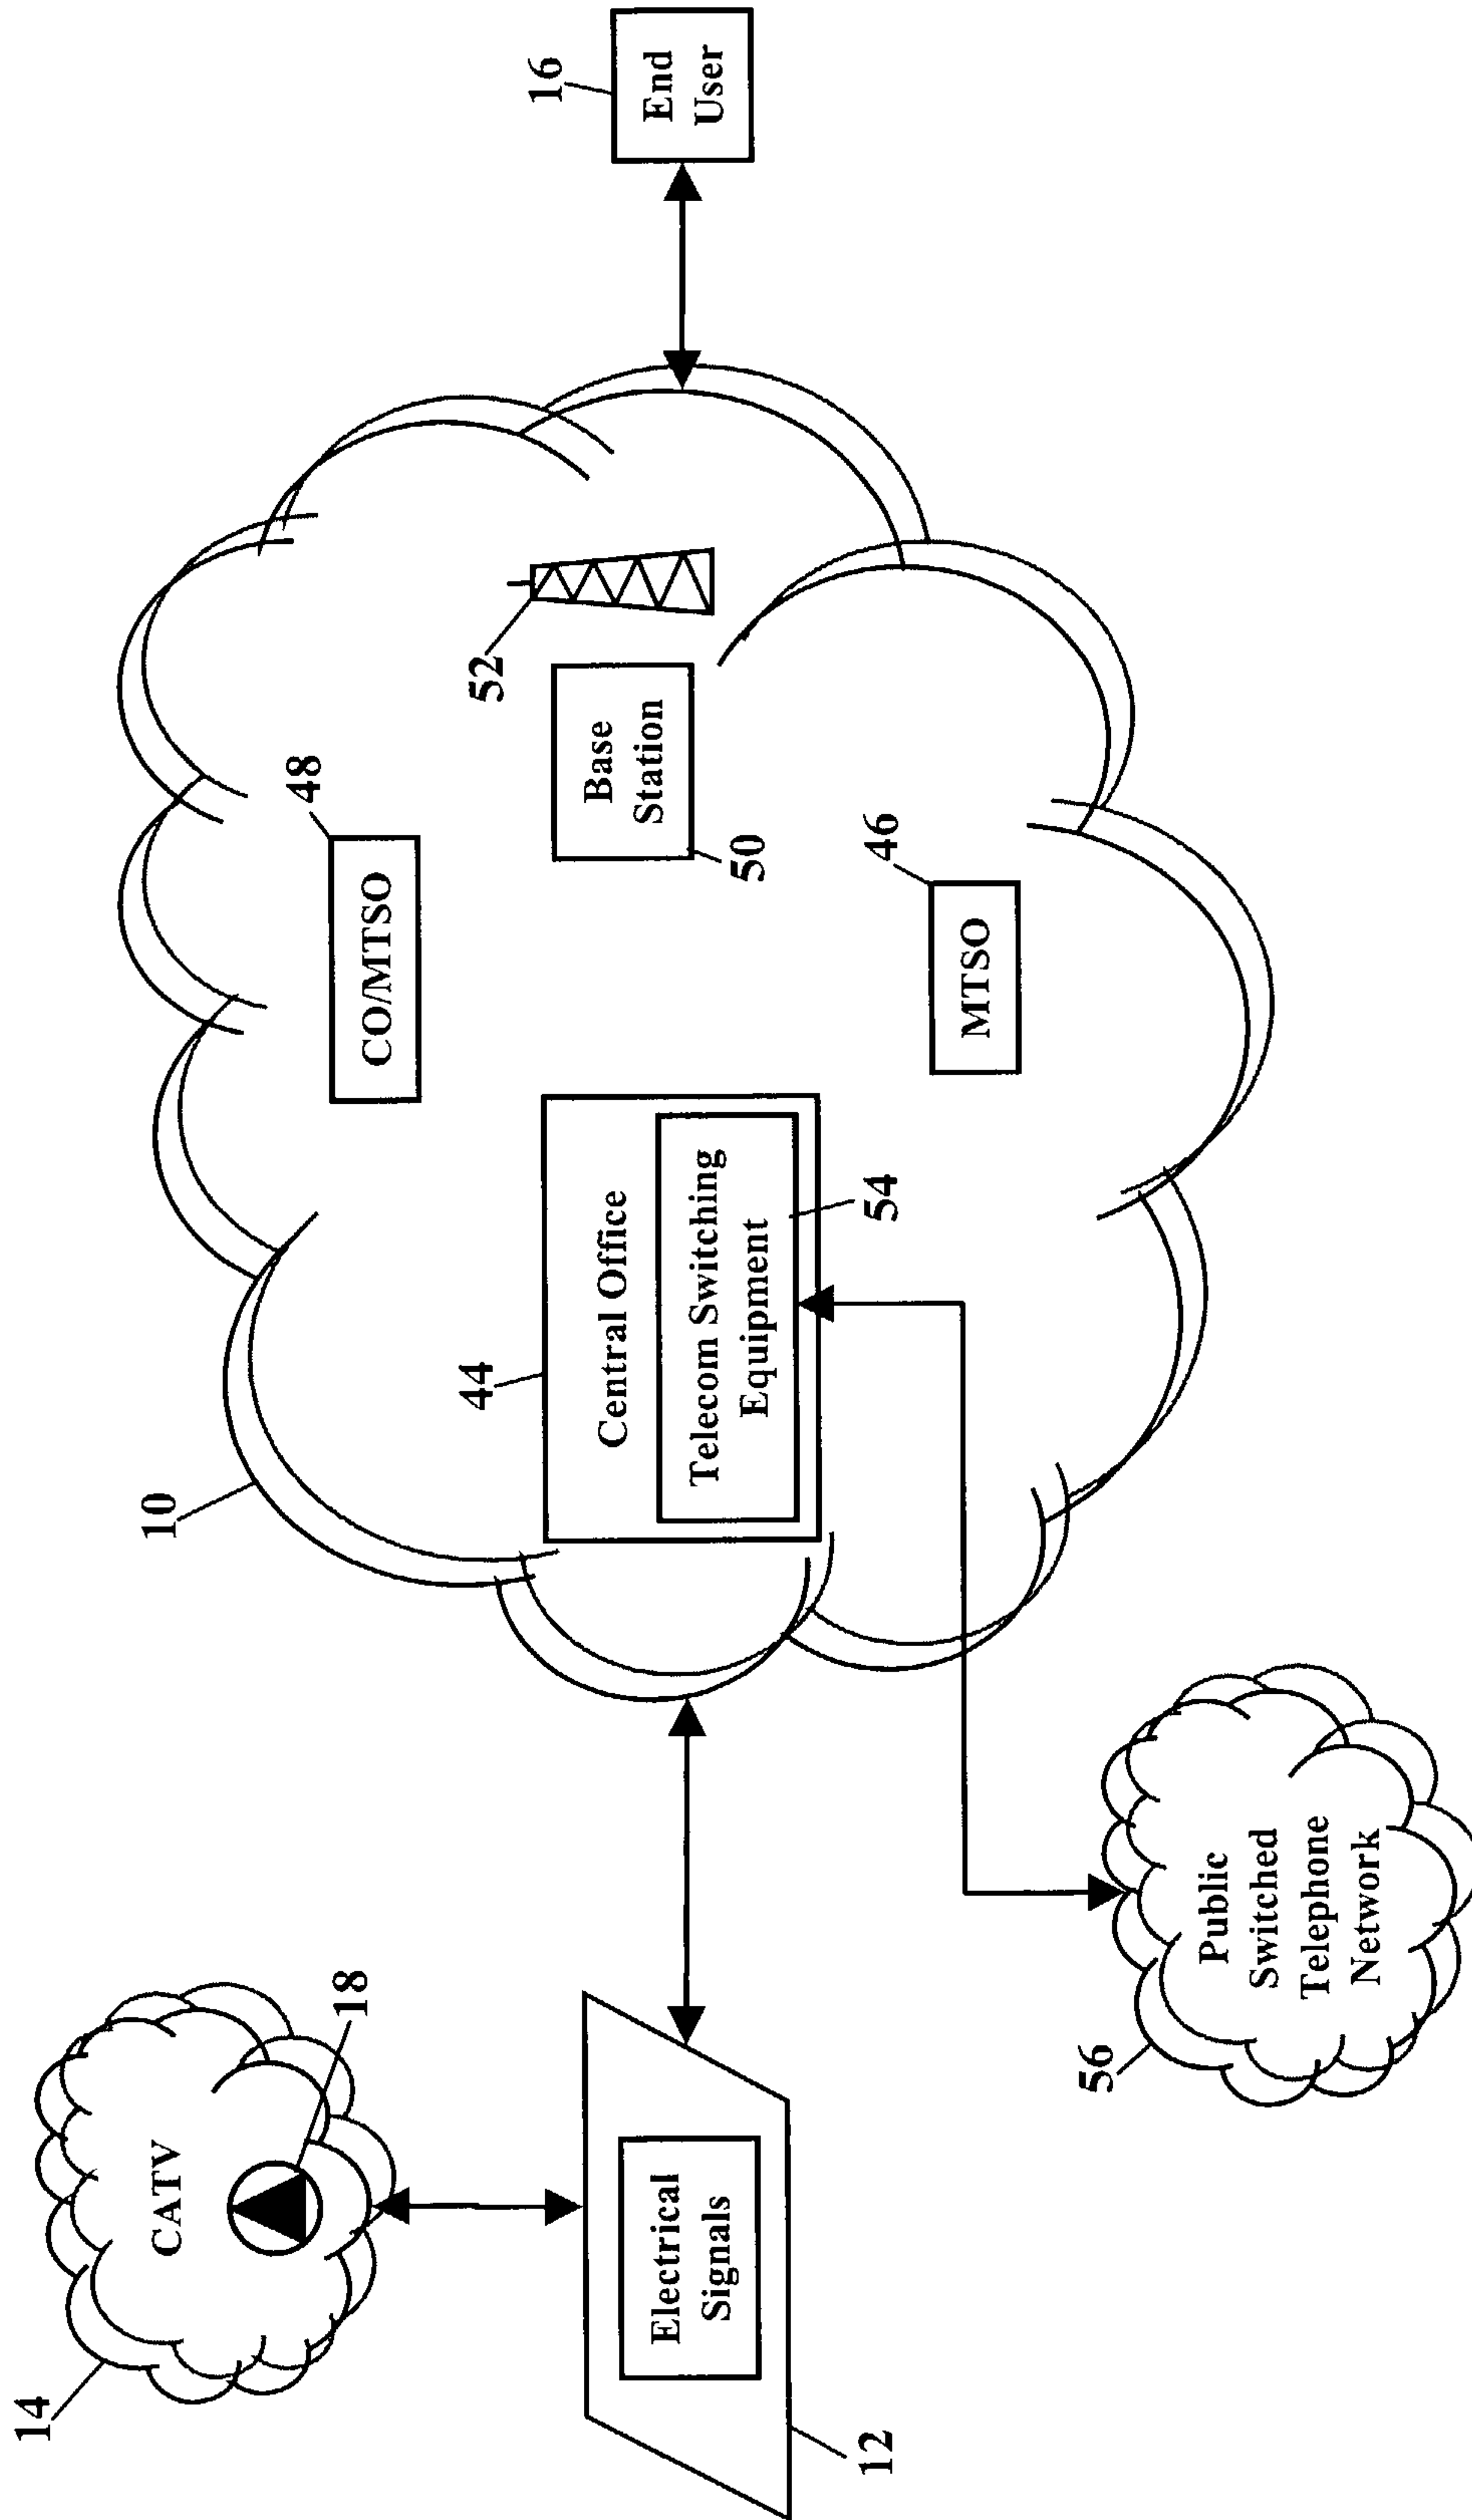 14
CATV
18
10
48
CO/MTSO
52
16
End
User
44
Central Office
Telecom Switching
Equipment
54
Base
Station
50
46
MTSO
Electrical
Signals
12
56
Public
Switched
Telephone
Network